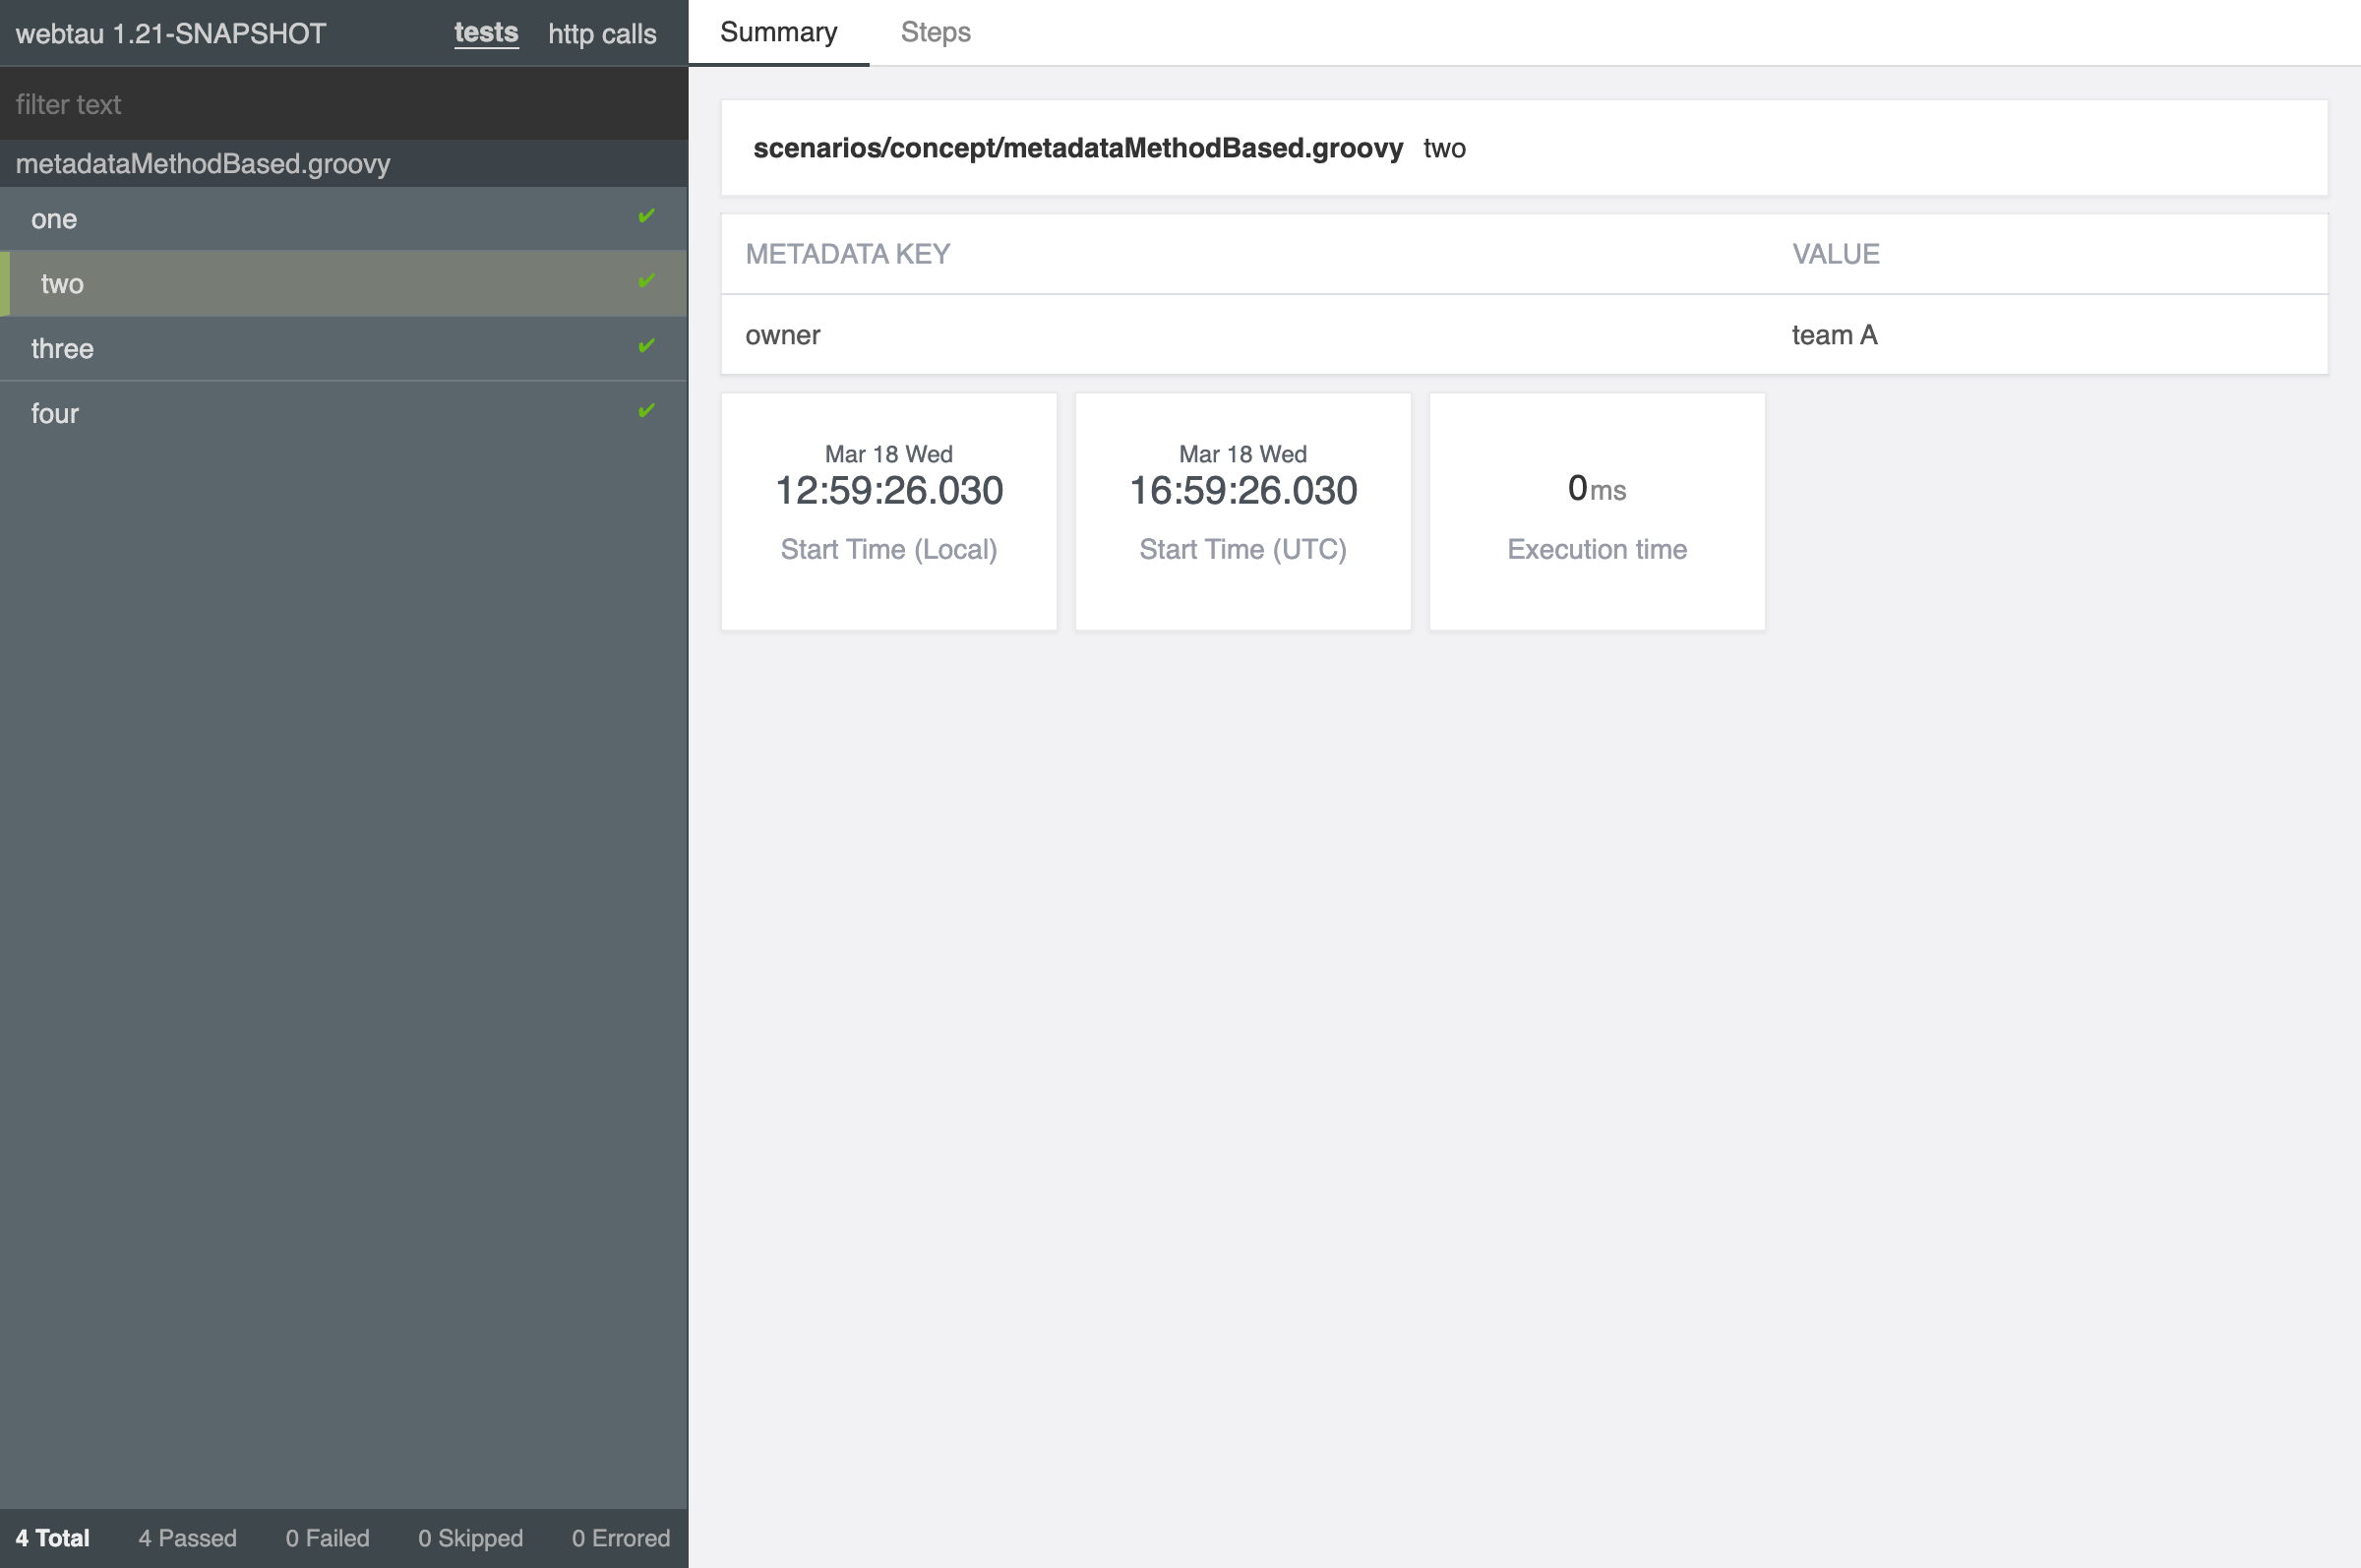 webtau 1.21-SNAPSHOT tests http calls
filter text
metadataMethodBased.groovy
one
two
three
four
4 Total 4 Passed 0 Failed 0 Skipped 0 Errored
Summary Steps
scenarios/concept/metadataMethodBased.groovy two
METADATA KEY VALUE
owner team A
Mar 18 Wed
12:59:26.030
Start Time (Local)
Mar 18 Wed
16:59:26.030
Start Time (UTC)
0ms
Execution time